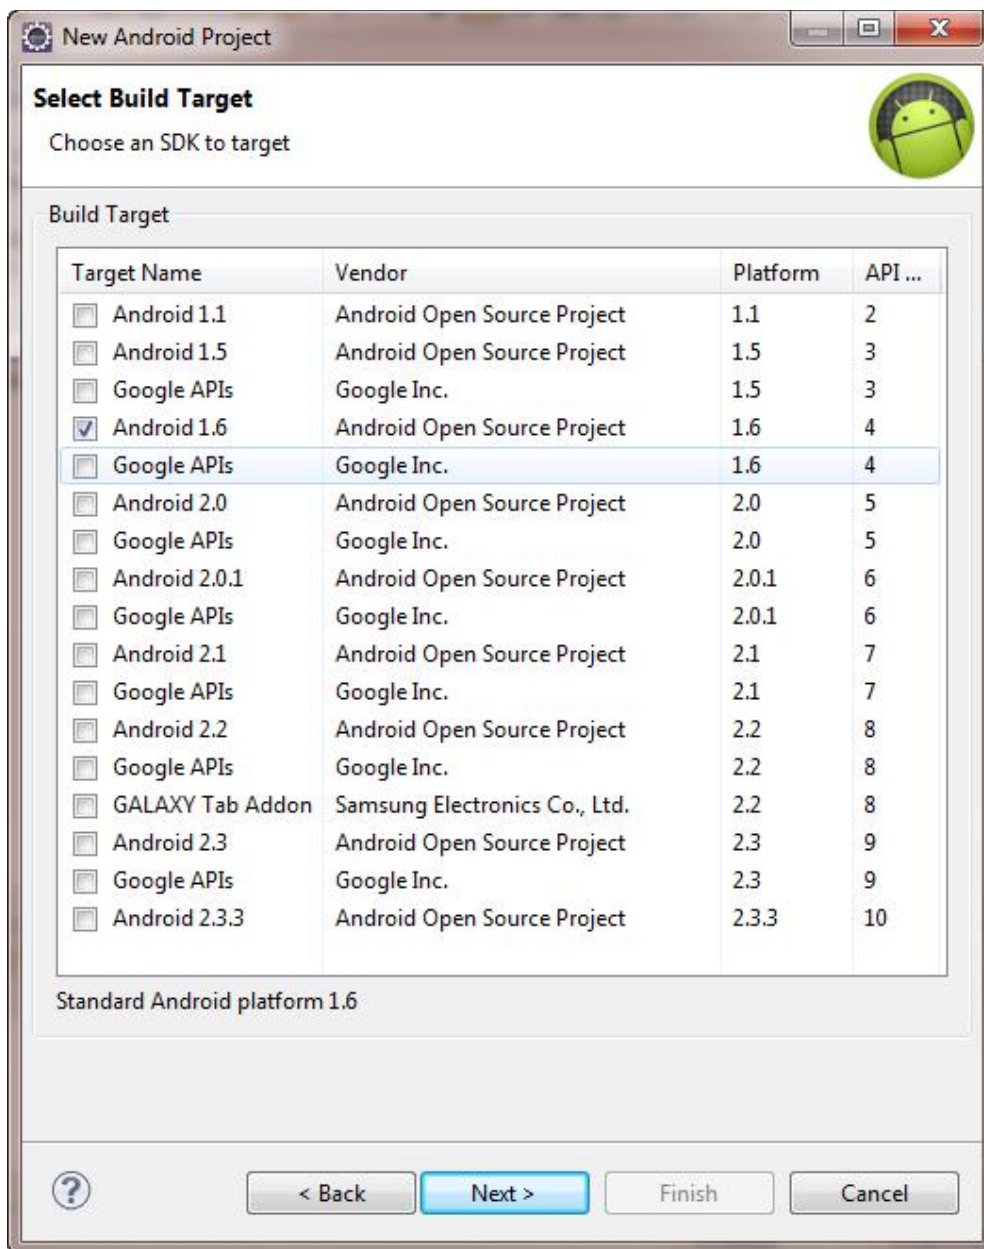 New Android Project
Select Build Target
Choose an SDK to target
Build Target
Target Name Vendor Platform API ...
Android 1.1 Android Open Source Project 1.1 2
Android 1.5 Android Open Source Project 1.5 3
Google APIs Google Inc. 1.5 3
Android 1.6 Android Open Source Project 1.6 4
Google APIs Google Inc. 1.6 4
Android 2.0 Android Open Source Project 2.0 5
Google APIs Google Inc. 2.0 5
Android 2.0.1 Android Open Source Project 2.0.1 6
Google APIs Google Inc. 2.0.1 6
Android 2.1 Android Open Source Project 2.1 7
Google APIs Google Inc. 2.1 7
Android 2.2 Android Open Source Project 2.2 8
Google APIs Google Inc. 2.2 8
GALAXY Tab Addon Samsung Electronics Co., Ltd. 2.2 8
Android 2.3 Android Open Source Project 2.3 9
Google APIs Google Inc. 2.3 9
Android 2.3.3 Android Open Source Project 2.3.3 10
Standard Android platform 1.6
? < Back Next > Finish Cancel